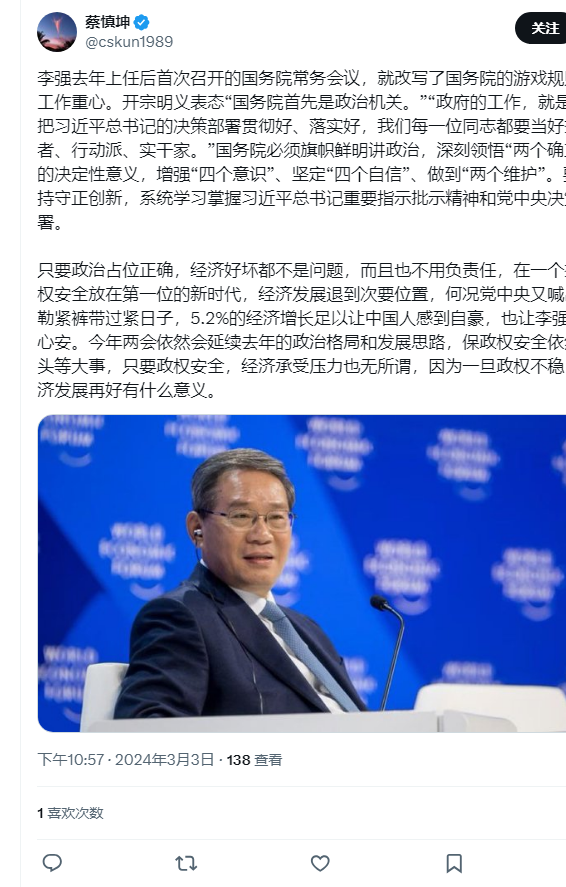 蔡慎坤
@cskun1989
关注
李强去年上任后首次召开的国务院常务会议，就改写了国务院的游戏规
工作重心。开宗明义表态“国务院首先是政治机关。”“政府的工作，就是
把习近平总书记的决策部署贯彻好、落实好，我们每一位同志都要当好
者、行动派、实干家。”国务院必须旗帜鲜明讲政治，深刻领悟“两个确
的决定性意义，增强“四个意识”、坚定“四个自信”、做到“两个维护”。
持守正创新，系统学习掌握习近平总书记重要指示批示精神和党中央决
署。
只要政治占位正确，经济好坏都不是问题，而且也不用负责任，在一个
权安全放在第一位的新时代，经济发展退到次要位置，何况党中央又喊
勒紧裤带过紧日子，5.2%的经济增长足以让中国人感到自豪，也让李强
心安。今年两会依然会延续去年的政治格局和发展思路，保政权安全依
头等大事，只要政权安全，经济承受压力也无所谓，因为一旦政权不稳
济发展再好有什么意义。
WORLD ECONOMIC FORUM
下午10:57 · 2024年3月3日 · 138 查看
1 喜欢次数